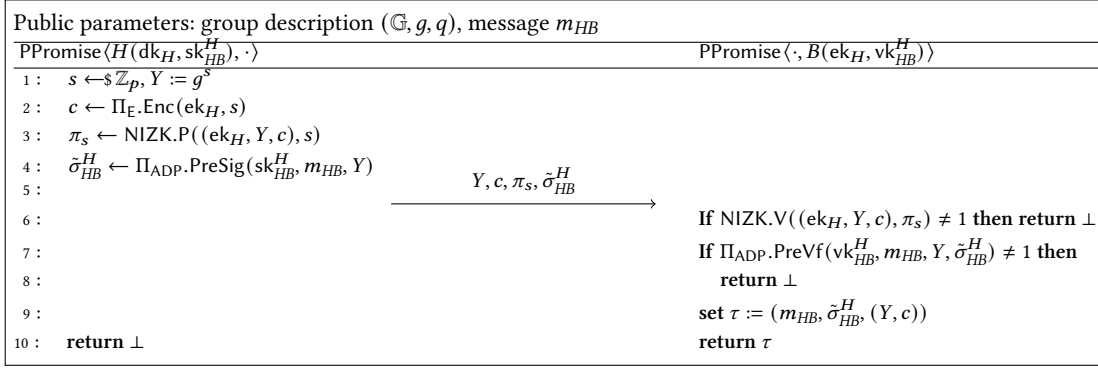 Public parameters: group description (𝔾, g, q), message m_HB
PPromise⟨H(dk_H, sk^H_HB), ·⟩ PPromise⟨·, B(ek_H, vk^H_HB)⟩
1 : s ←$ ℤ_p, Y := g^s
2 : c ← Π_E.Enc(ek_H, s)
3 : π_s ← NIZK.P((ek_H, Y, c), s)
4 : σ̃^H_HB ← Π_ADP.PreSig(sk^H_HB, m_HB, Y)
5 : Y, c, π_s, σ̃^H_HB
6 : If NIZK.V((ek_H, Y, c), π_s) ≠ 1 then return ⊥
7 : If Π_ADP.PreVf(vk^H_HB, m_HB, Y, σ̃^H_HB) ≠ 1 then
8 : return ⊥
9 : set τ := (m_HB, σ̃^H_HB, (Y, c))
10 : return ⊥ return τ